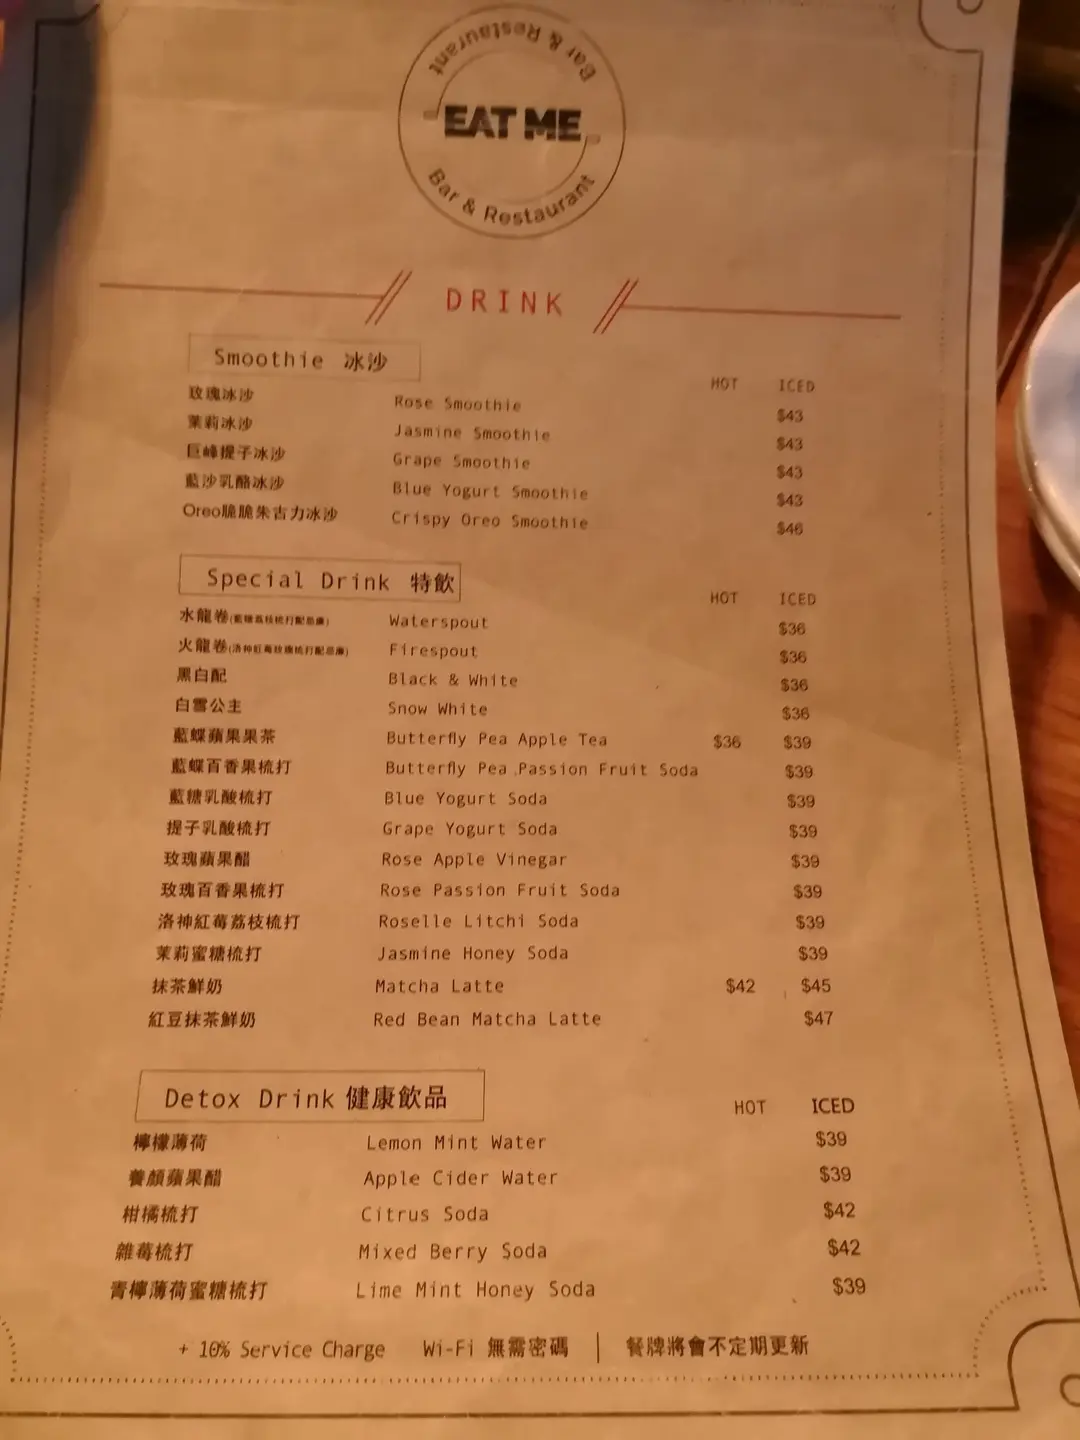 Bar & Restaurant
EAT ME
Bar & Restaurant
DRINK
Smoothie 冰沙
HOT ICED
玫瑰冰沙 Rose Smoothie $43
茉莉冰沙 Jasmine Smoothie $43
巨峰提子冰沙 Grape Smoothie $43
藍沙乳酪冰沙 Blue Yogurt Smoothie $43
Oreo脆脆朱古力冰沙 Crispy Oreo Smoothie $46
Special Drink 特飲
HOT ICED
水龍卷 Waterspout $36
火龍卷 Firespout $36
黑白配 Black & White $36
白雪公主 Snow White $36
藍蝶蘋果果茶 Butterfly Pea Apple Tea $36 $39
藍蝶百香果梳打 Butterfly Pea Passion Fruit Soda $39
藍糖乳酸梳打 Blue Yogurt Soda $39
提子乳酸梳打 Grape Yogurt Soda $39
玫瑰蘋果醋 Rose Apple Vinegar $39
玫瑰百香果梳打 Rose Passion Fruit Soda $39
洛神紅莓荔枝梳打 Roselle Litchi Soda $39
茉莉蜜糖梳打 Jasmine Honey Soda $39
抹茶鮮奶 Matcha Latte $42 $45
紅豆抹茶鮮奶 Red Bean Matcha Latte $47
Detox Drink 健康飲品
HOT ICED
檸檬薄荷 Lemon Mint Water $39
養顏蘋果醋 Apple Cider Water $39
柑橘梳打 Citrus Soda $42
雜莓梳打 Mixed Berry Soda $42
青檸薄荷蜜糖梳打 Lime Mint Honey Soda $39
+ 10% Service Charge Wi-Fi 無需密碼 | 餐牌將會不定期更新